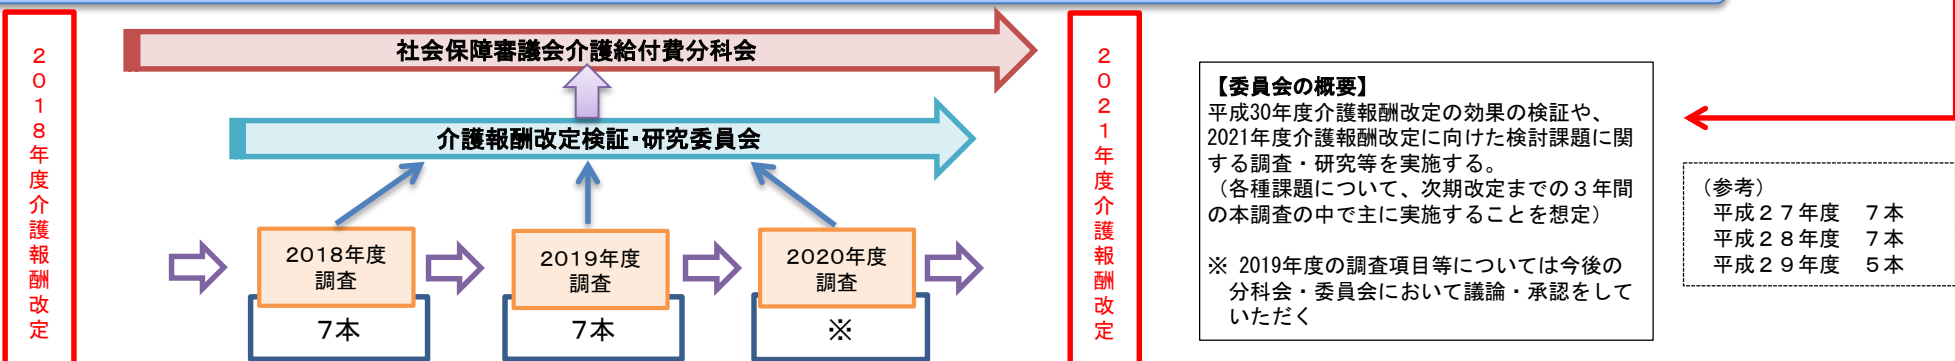 2018年度介護報酬改定
社会保障審議会介護給付費分科会
介護報酬改定検証・研究委員会
2018年度
調査
7本
2019年度
調査
7本
2020年度
調査
※
2021年度介護報酬改定
【委員会の概要】
平成30年度介護報酬改定の効果の検証や、
2021年度介護報酬改定に向けた検討課題に関
する調査・研究等を実施する。
（各種課題について、次期改定までの３年間
の本調査の中で主に実施することを想定）
※ 2019年度の調査項目等については今後の
分科会・委員会において議論・承認をして
いただく
（参考）
平成２７年度　７本
平成２８年度　７本
平成２９年度　５本